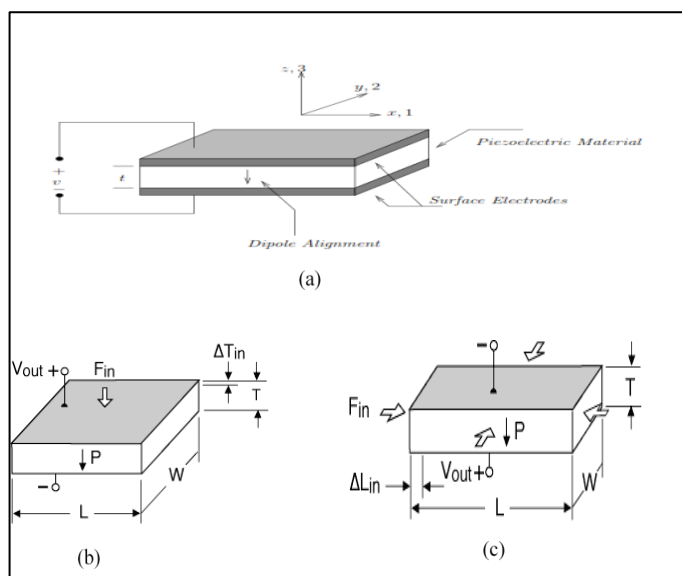 z, 3
y, 2
x, 1
Piezoelectric Material
+
v
−
t
Surface Electrodes
Dipole Alignment
(a)
Vout+
Fin
ΔTin
T
P
−
W
L
(b)
−
T
Fin
P
Vout+
W
ΔLin
L
(c)